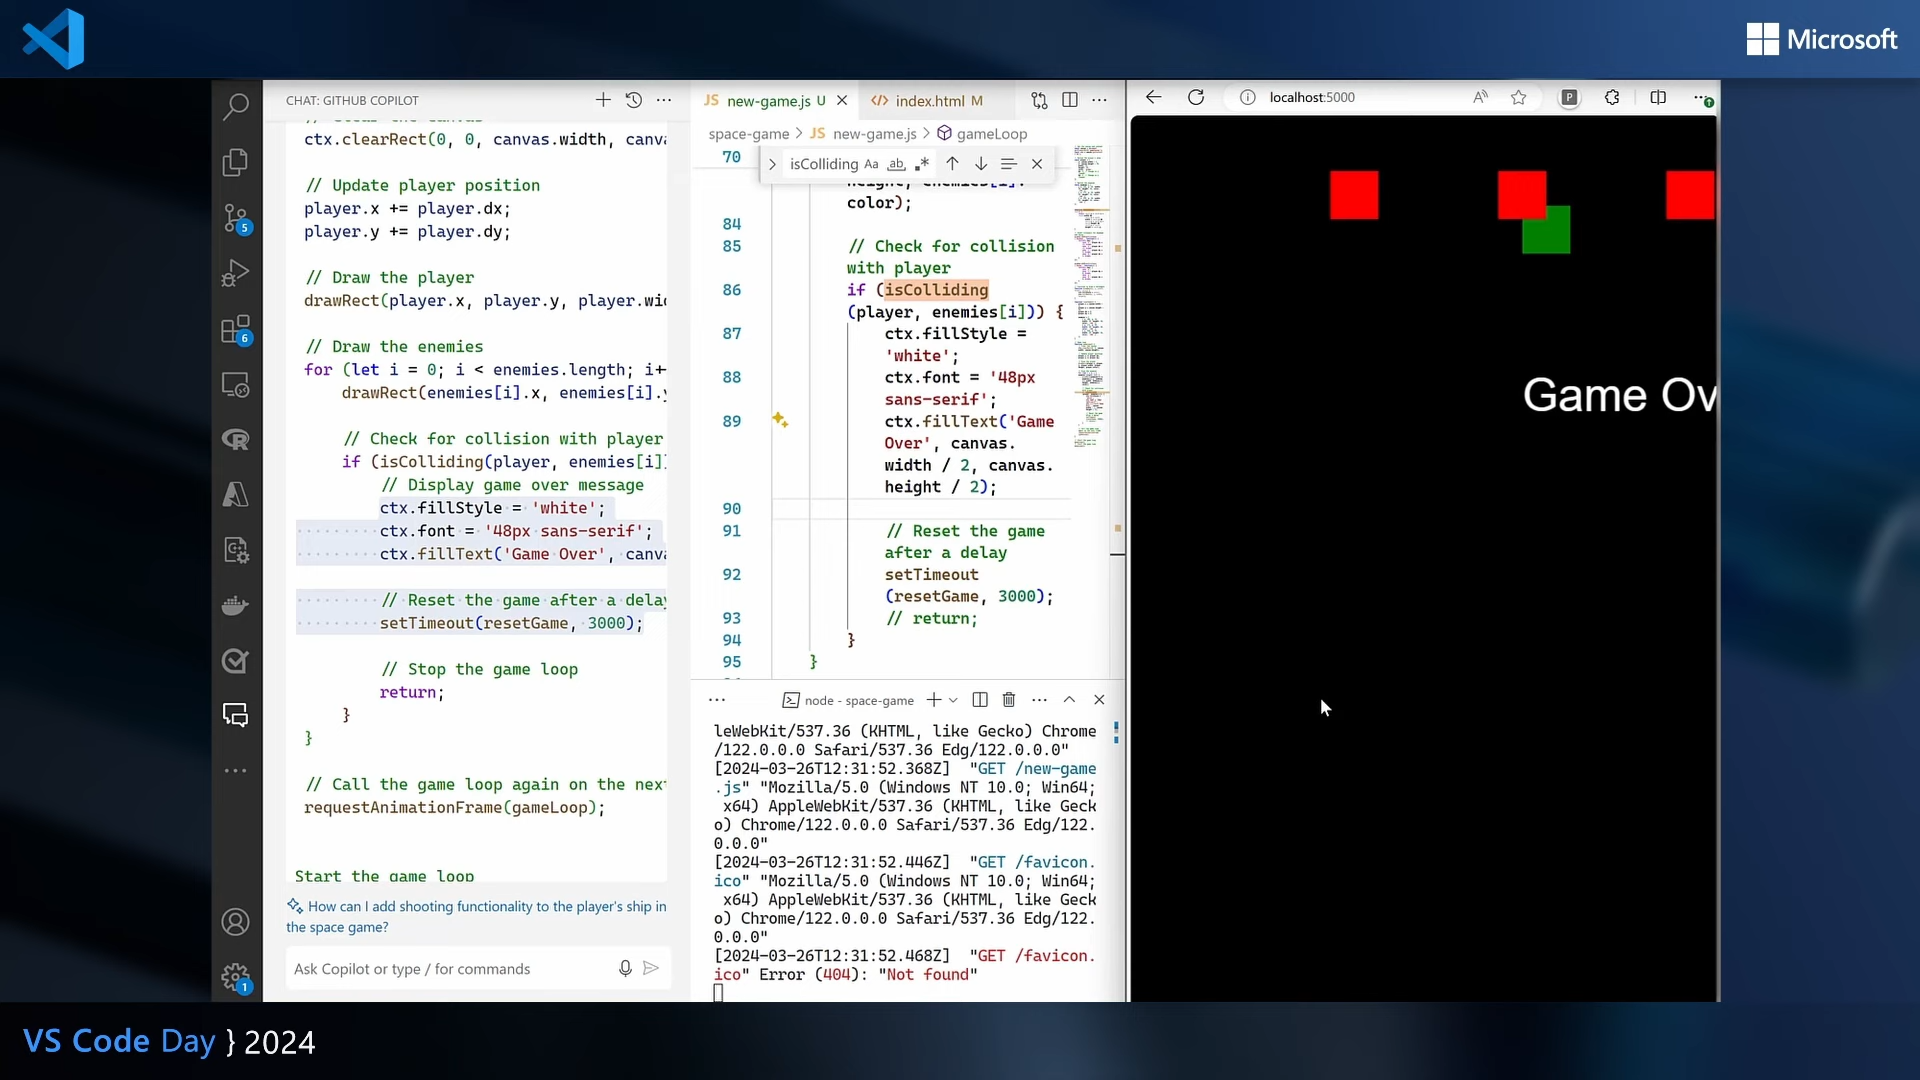 Microsoft
CHAT: GITHUB COPILOT
ctx.clearRect(0, 0, canvas.width, canva
// Update player position
player.x += player.dx;
player.y += player.dy;
// Draw the player
drawRect(player.x, player.y, player.wid
// Draw the enemies
for (let i = 0; i < enemies.length; i+
drawRect(enemies[i].x, enemies[i].y
// Check for collision with player
if (isColliding(player, enemies[i]
// Display game over message
ctx.fillStyle = 'white';
ctx.font = '48px sans-serif';
ctx.fillText('Game Over', canva
// Reset the game after a delay
setTimeout(resetGame, 3000);
// Stop the game loop
return;
}
}
// Call the game loop again on the next
requestAnimationFrame(gameLoop);
Start the game loop
How can I add shooting functionality to the player's ship in
the space game?
Ask Copilot or type / for commands
5
6
1
JS new-game.js U
index.html M
space-game > JS new-game.js > gameLoop
isColliding Aa ab
70
height, enemies[i].
color);
84
85 // Check for collision
with player
86 if (isColliding
(player, enemies[i])) {
87 ctx.fillStyle =
'white';
88 ctx.font = '48px
sans-serif';
89 ctx.fillText('Game
Over', canvas.
width / 2, canvas.
height / 2);
90
91 // Reset the game
after a delay
92 setTimeout
(resetGame, 3000);
93 // return;
94 }
95 }
node - space-game
leWebKit/537.36 (KHTML, like Gecko) Chrome
/122.0.0.0 Safari/537.36 Edg/122.0.0.0"
[2024-03-26T12:31:52.368Z] "GET /new-game
.js" "Mozilla/5.0 (Windows NT 10.0; Win64;
x64) AppleWebKit/537.36 (KHTML, like Geck
o) Chrome/122.0.0.0 Safari/537.36 Edg/122.
0.0.0"
[2024-03-26T12:31:52.446Z] "GET /favicon.
ico" "Mozilla/5.0 (Windows NT 10.0; Win64;
x64) AppleWebKit/537.36 (KHTML, like Geck
o) Chrome/122.0.0.0 Safari/537.36 Edg/122.
0.0.0"
[2024-03-26T12:31:52.468Z] "GET /favicon.
ico" Error (404): "Not found"
localhost:5000
Game Ov
VS Code Day } 2024